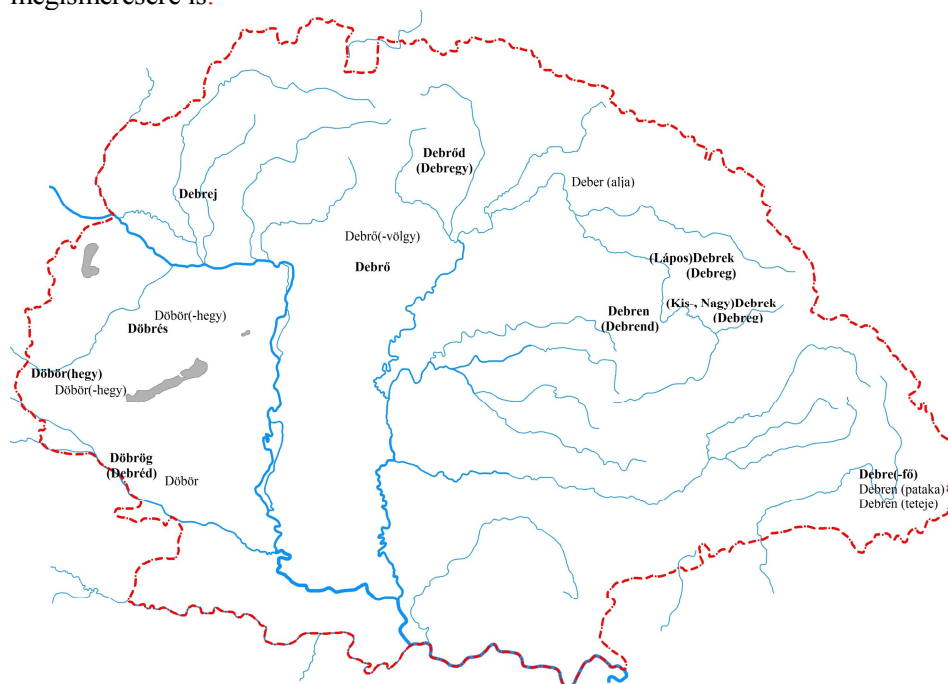 megismerésére is.
Debrőd
(Debregy)
Debrej
Deber (alja)
Debrő(-völgy)
Debrő
(Lápos)Debrek
(Debreg)
Debren
(Debrend)
(Kis-, Nagy)Debrek
(Debreg)
Döbör(-hegy)
Döbrés
Döbör(hegy)
Döbör(-hegy)
Döbrög
(Debréd)
Döbör
Debre(-fő)
Debren (pataka)
Debren (teteje)